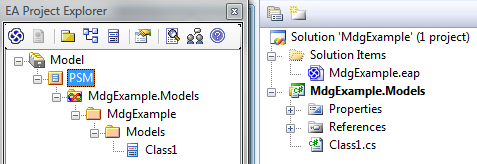 EA Project Explorer
Model
PSM
MdgExample.Models
MdgExample
Models
Class1
Solution 'MdgExample' (1 project)
Solution Items
MdgExample.eap
MdgExample.Models
Properties
References
Class1.cs